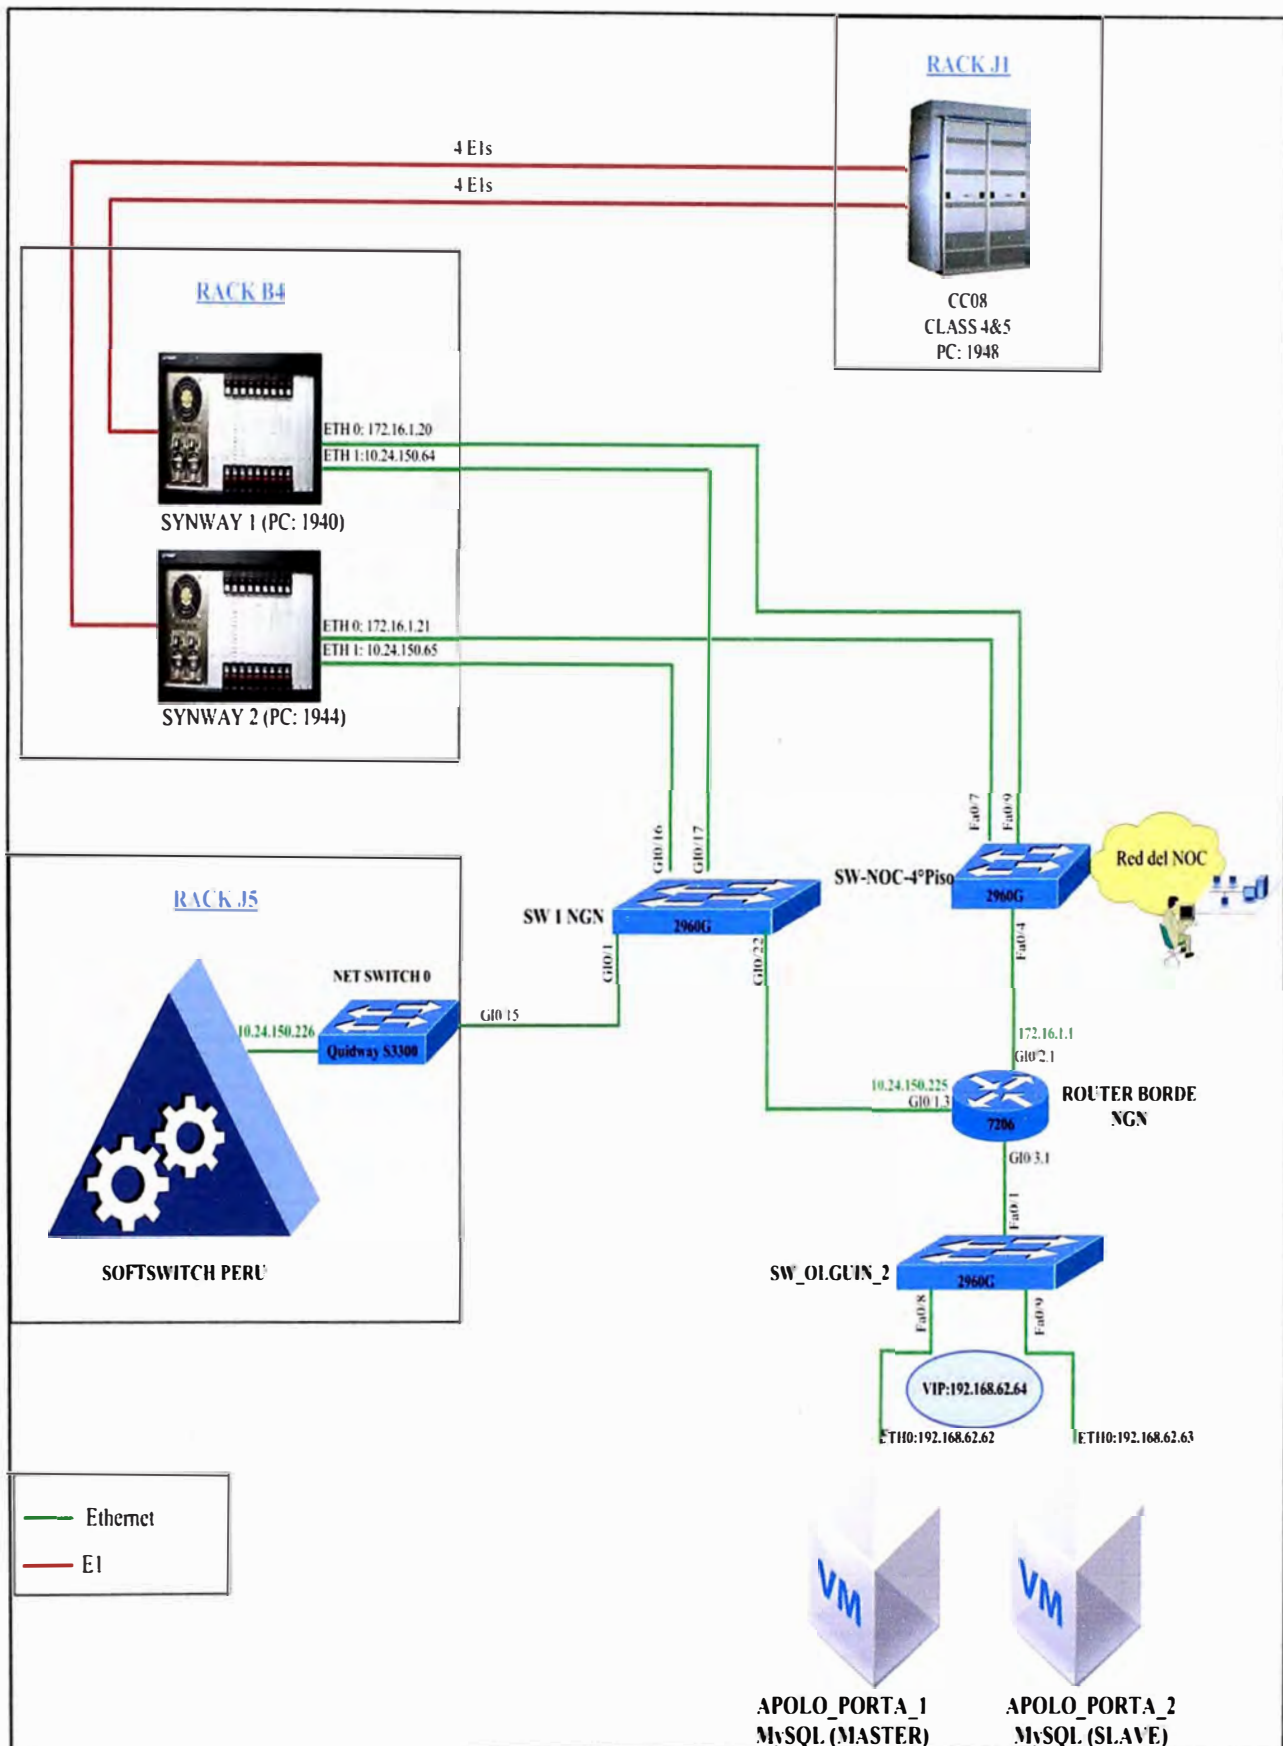 RACK J1
4 E1s
4 E1s
CC08
CLASS 4&5
PC: 1948
RACK B4
ETH 0: 172.16.1.20
ETH 1:10.24.150.64
SYNWAY 1 (PC: 1940)
ETH 0: 172.16.1.21
ETH 1: 10.24.150.65
SYNWAY 2 (PC: 1944)
GI0/16
GI0/17
Fa0/7
Fa0/9
SW 1 NGN
2960G
GI0/1
GI0/22
SW-NOC-4°Piso
2960G
Fa0/4
Red del NOC
RACK J5
NET SWITCH 0
10.24.150.226
Quidway S3300
GI0/15
SOFTSWITCH PERU
172.16.1.1
GI0/2.1
10.24.150.225
GI0/1.3
7206
ROUTER BORDE
NGN
GI0/3.1
Fa0/1
SW_OLGUIN_2
2960G
Fa0/8
Fa0/9
VIP:192.168.62.64
ETH0:192.168.62.62
ETH0:192.168.62.63
Ethernet
E1
VM
VM
APOLO_PORTA_1
MySQL (MASTER)
APOLO_PORTA_2
MySQL (SLAVE)